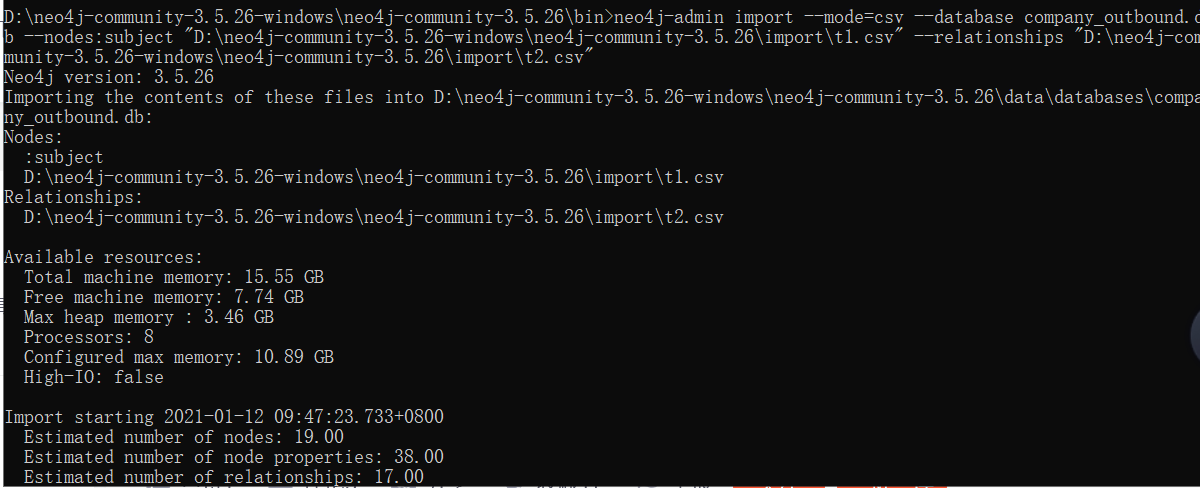 D:\neo4j-community-3.5.26-windows\neo4j-community-3.5.26\bin>neo4j-admin import --mode=csv --database company_outbound.
b --nodes:subject "D:\neo4j-community-3.5.26-windows\neo4j-community-3.5.26\import\t1.csv" --relationships "D:\neo4j-com
munity-3.5.26-windows\neo4j-community-3.5.26\import\t2.csv"
Neo4j version: 3.5.26
Importing the contents of these files into D:\neo4j-community-3.5.26-windows\neo4j-community-3.5.26\data\databases\compa
ny_outbound.db:
Nodes:
:subject
D:\neo4j-community-3.5.26-windows\neo4j-community-3.5.26\import\t1.csv
Relationships:
D:\neo4j-community-3.5.26-windows\neo4j-community-3.5.26\import\t2.csv
Available resources:
Total machine memory: 15.55 GB
Free machine memory: 7.74 GB
Max heap memory : 3.46 GB
Processors: 8
Configured max memory: 10.89 GB
High-IO: false
Import starting 2021-01-12 09:47:23.733+0800
Estimated number of nodes: 19.00
Estimated number of node properties: 38.00
Estimated number of relationships: 17.00